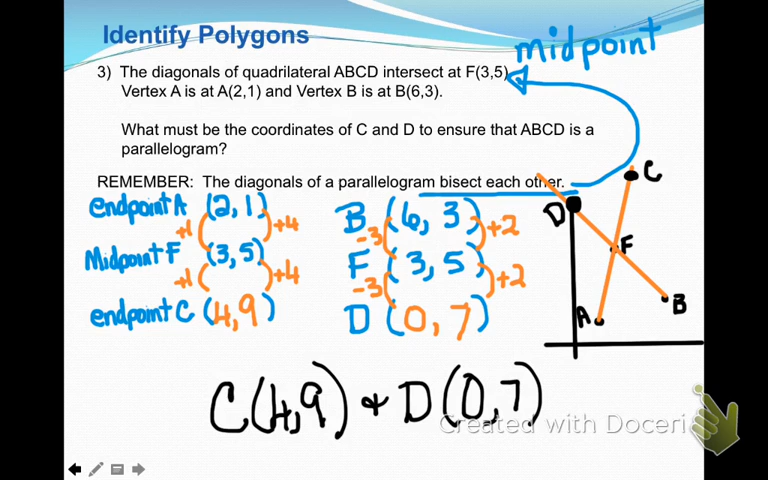 Identify Polygons
midpoint
3) The diagonals of quadrilateral ABCD intersect at F(3,5).
Vertex A is at A(2,1) and Vertex B is at B(6,3).
What must be the coordinates of C and D to ensure that ABCD is a
parallelogram?
REMEMBER: The diagonals of a parallelogram bisect each other.
endpoint A (2, 1)
+1 +4
Midpoint F (3, 5)
+1 +4
endpoint C (4, 9)
B (6, 3)
-3 +2
F (3, 5)
-3 +2
D (0, 7)
C
D
F
B
A
C(4,9) + D(0,7)
Created with Doceri